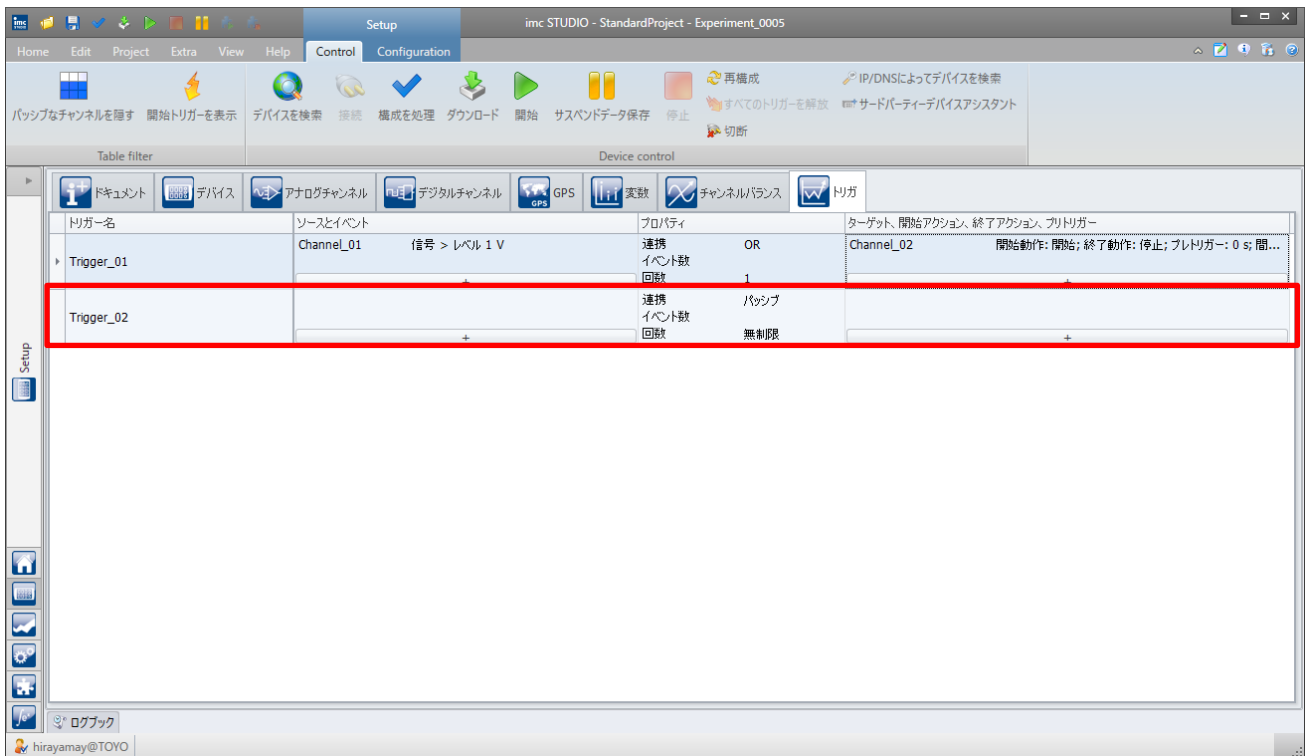 imc
STUDIO
Setup
imc STUDIO - StandardProject - Experiment_0005
Home Edit Project Extra View Help Control Configuration
再構成
IP/DNSによってデバイスを検索
すべてのトリガーを解放
サードパーティーデバイスアシスタント
パッシブなチャンネルを隠す 開始トリガーを表示 デバイスを検索 接続 構成を処理 ダウンロード 開始 サスペンドデータ保存 停止
切断
Table filter Device control
ドキュメント デバイス アナログチャンネル デジタルチャンネル GPS GPS 変数 チャンネルバランス トリガ
トリガー名 ソースとイベント プロパティ ターゲット、開始アクション、終了アクション、プリトリガー
Channel_01 信号 > レベル 1 V 連携 OR Channel_02 開始動作: 開始; 終了動作: 停止; プレトリガー: 0 s; 間...
Trigger_01 イベント数
+ 回数 1 +
連携 パッシブ
Trigger_02 イベント数
+ 回数 無制限 +
Setup
ログブック
hirayamay@TOYO